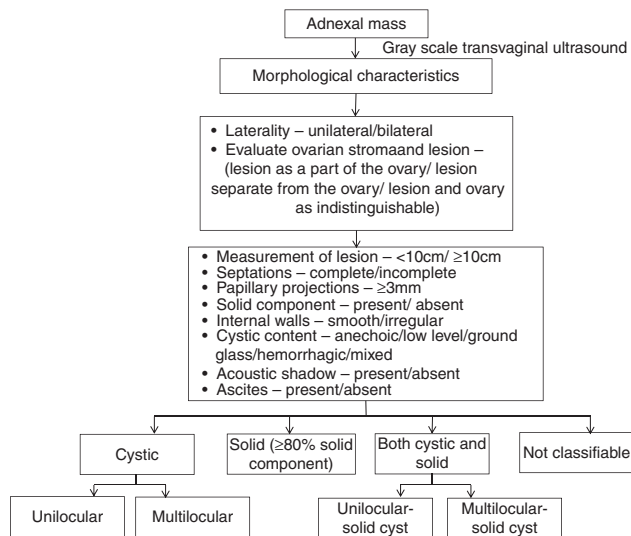 Adnexal mass
Gray scale transvaginal ultrasound
Morphological characteristics
• Laterality – unilateral/bilateral
• Evaluate ovarian stromaand lesion –
(lesion as a part of the ovary/ lesion
separate from the ovary/ lesion and ovary
as indistinguishable)
• Measurement of lesion – <10cm/ ≥10cm
• Septations – complete/incomplete
• Papillary projections – ≥3mm
• Solid component – present/ absent
• Internal walls – smooth/irregular
• Cystic content – anechoic/low level/ground
glass/hemorrhagic/mixed
• Acoustic shadow – present/absent
• Ascites – present/absent
Cystic
Solid (≥80% solid
component)
Both cystic and
solid
Not classifiable
Unilocular
Multilocular
Unilocular-
solid cyst
Multilocular-
solid cyst